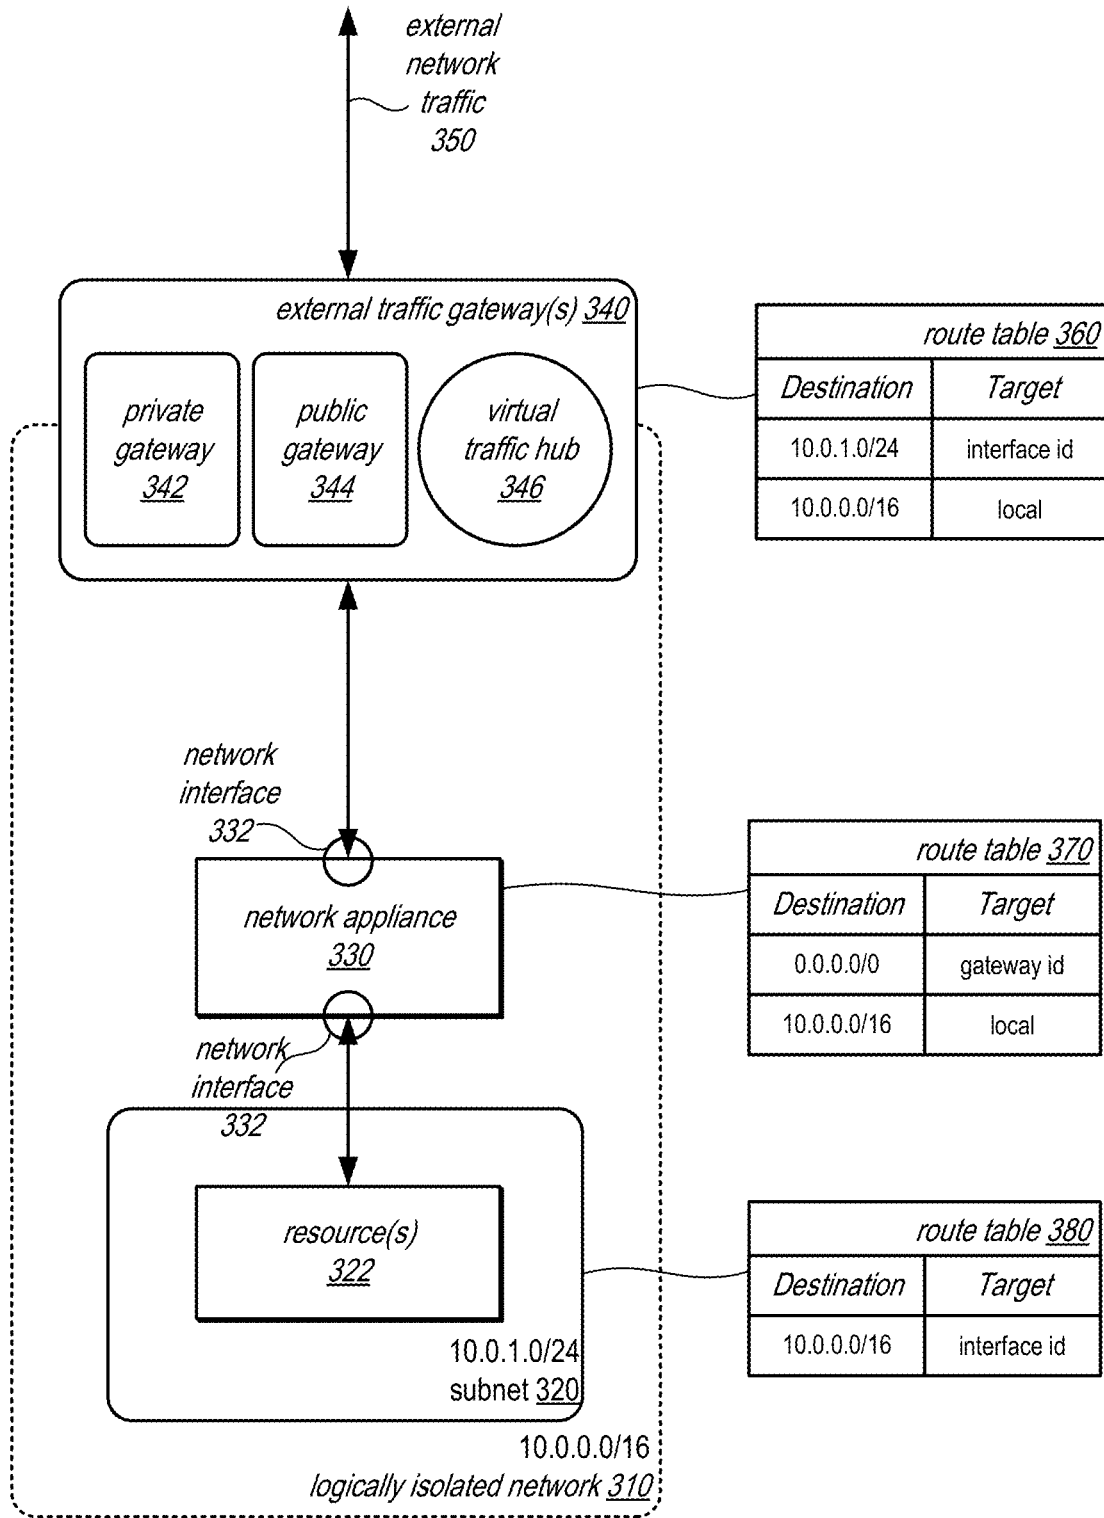 external
network
traffic
350
external traffic gateway(s) 340
private
gateway
342
public
gateway
344
virtual
traffic hub
346
route table 360
Destination Target
10.0.1.0/24 interface id
10.0.0.0/16 local
network
interface
332
network appliance
330
route table 370
Destination Target
0.0.0.0/0 gateway id
10.0.0.0/16 local
network
interface
332
resource(s)
322
10.0.1.0/24
subnet 320
route table 380
Destination Target
10.0.0.0/16 interface id
10.0.0.0/16
logically isolated network 310